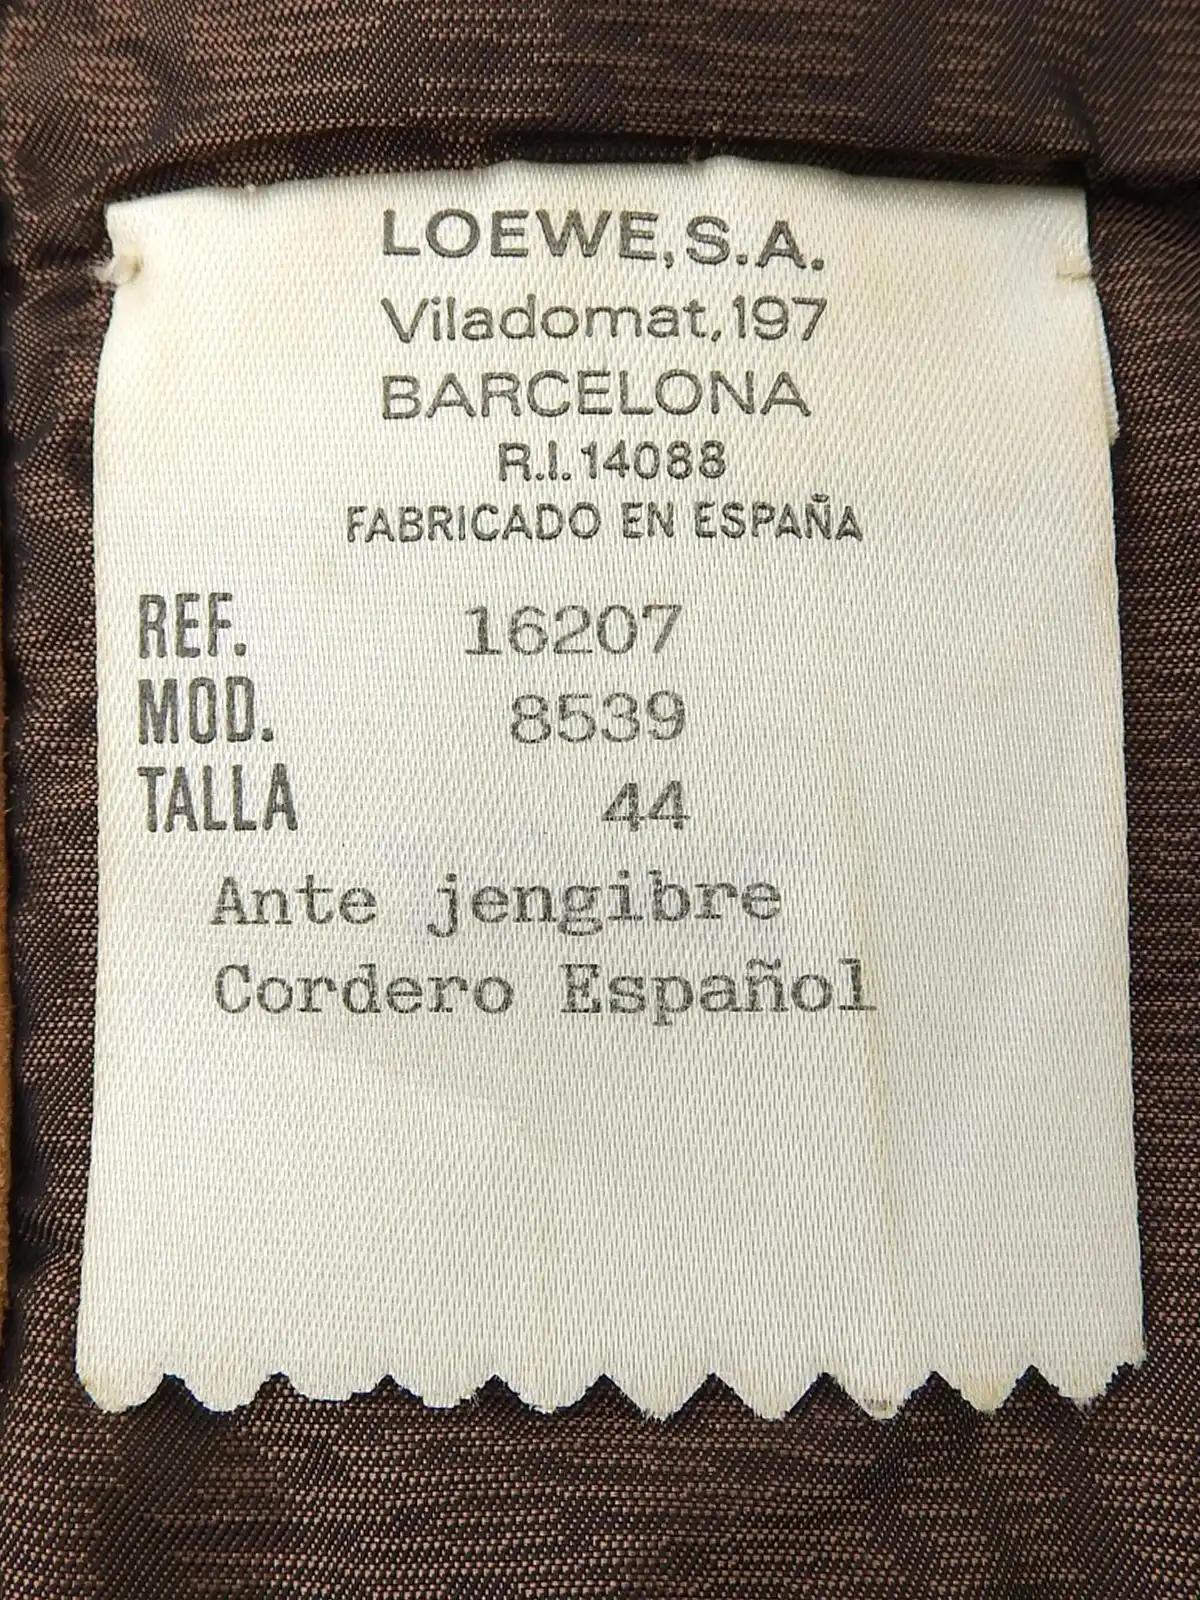 LOEWE, S.A.
Viladomat, 197
BARCELONA
R.I. 14088
FABRICADO EN ESPAÑA
REF. 16207
MOD. 8539
TALLA 44
Ante jengibre
Cordero Español